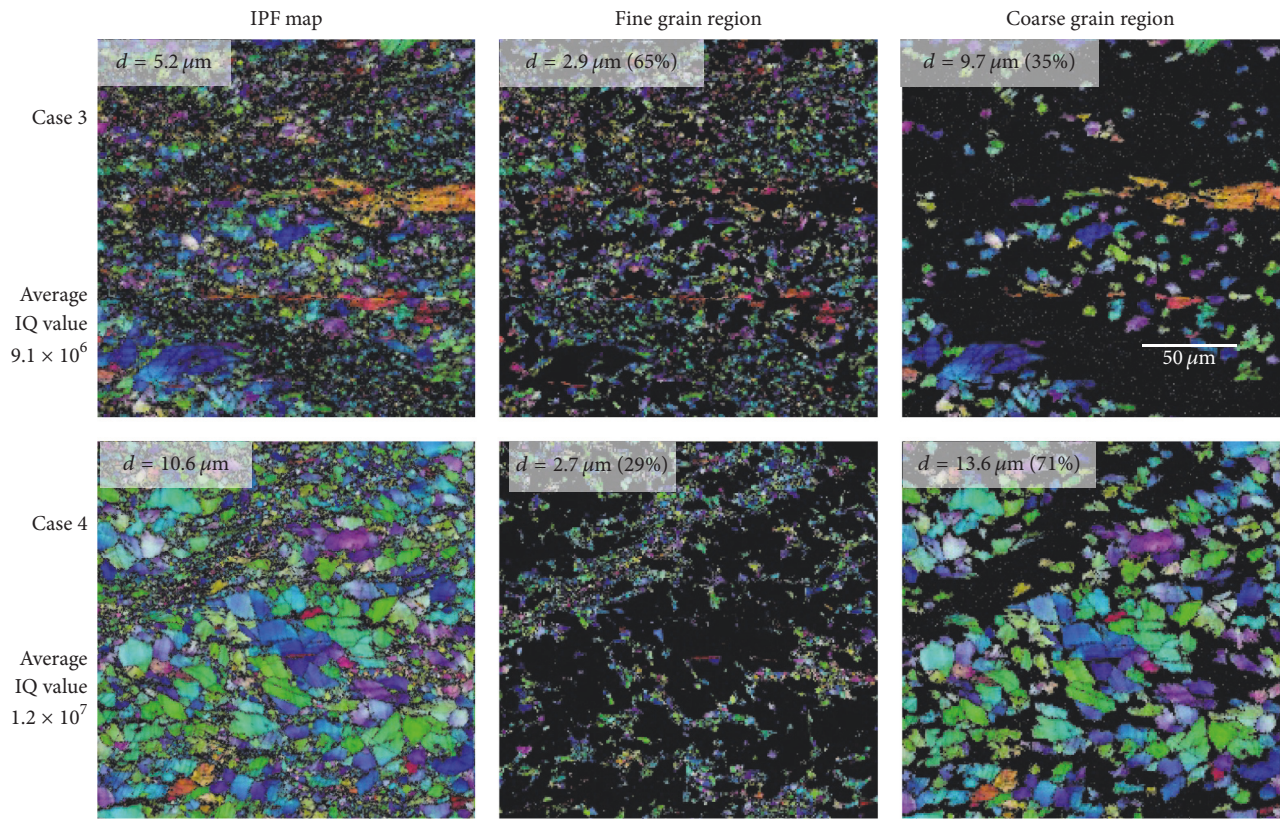 IPF map
Fine grain region
Coarse grain region
d = 5.2 μm
d = 2.9 μm (65%)
d = 9.7 μm (35%)
Case 3
Average
IQ value
9.1 × 10⁶
50 μm
d = 10.6 μm
d = 2.7 μm (29%)
d = 13.6 μm (71%)
Case 4
Average
IQ value
1.2 × 10⁷